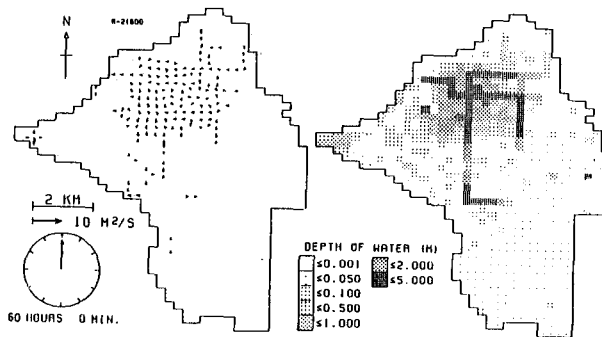 N
R-21600
2 KM
10 M2/S
60 HOURS 0 MIN.
DEPTH OF WATER (M)
≤0.001
≤0.050
≤0.100
≤0.500
≤1.000
≤2.000
≤5.000